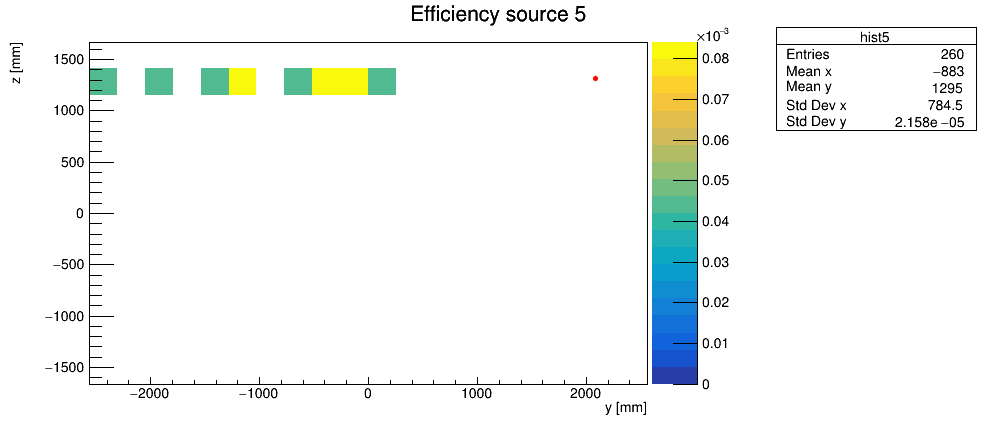 Efficiency source 5
z [mm]
1500
1000
500
0
−500
−1000
−1500
−2000 −1000 0 1000 2000
y [mm]
×10⁻³
0.08
0.07
0.06
0.05
0.04
0.03
0.02
0.01
0
hist5
Entries 260
Mean x −883
Mean y 1295
Std Dev x 784.5
Std Dev y 2.158e −05